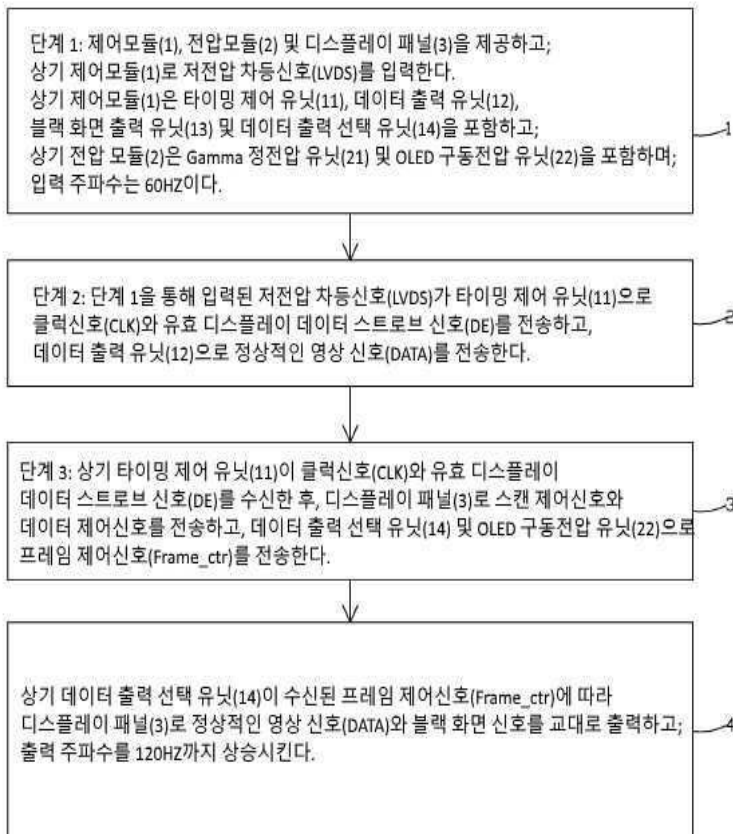 단계 1: 제어모듈(1), 전압모듈(2) 및 디스플레이 패널(3)을 제공하고;
상기 제어모듈(1)로 저전압 차등신호(LVDS)를 입력한다.
상기 제어모듈(1)은 타이밍 제어 유닛(11), 데이터 출력 유닛(12),
블랙 화면 출력 유닛(13) 및 데이터 출력 선택 유닛(14)을 포함하고;
상기 전압 모듈(2)은 Gamma 정전압 유닛(21) 및 OLED 구동전압 유닛(22)을 포함하며;
입력 주파수는 60HZ이다.
1
단계 2: 단계 1을 통해 입력된 저전압 차등신호(LVDS)가 타이밍 제어 유닛(11)으로
클럭신호(CLK)와 유효 디스플레이 데이터 스트로브 신호(DE)를 전송하고,
데이터 출력 유닛(12)으로 정상적인 영상 신호(DATA)를 전송한다.
2
단계 3: 상기 타이밍 제어 유닛(11)이 클럭신호(CLK)와 유효 디스플레이
데이터 스트로브 신호(DE)를 수신한 후, 디스플레이 패널(3)로 스캔 제어신호와
데이터 제어신호를 전송하고, 데이터 출력 선택 유닛(14) 및 OLED 구동전압 유닛(22)으로
프레임 제어신호(Frame_ctr)를 전송한다.
3
상기 데이터 출력 선택 유닛(14)이 수신된 프레임 제어신호(Frame_ctr)에 따라
디스플레이 패널(3)로 정상적인 영상 신호(DATA)와 블랙 화면 신호를 교대로 출력하고;
출력 주파수를 120HZ까지 상승시킨다.
4